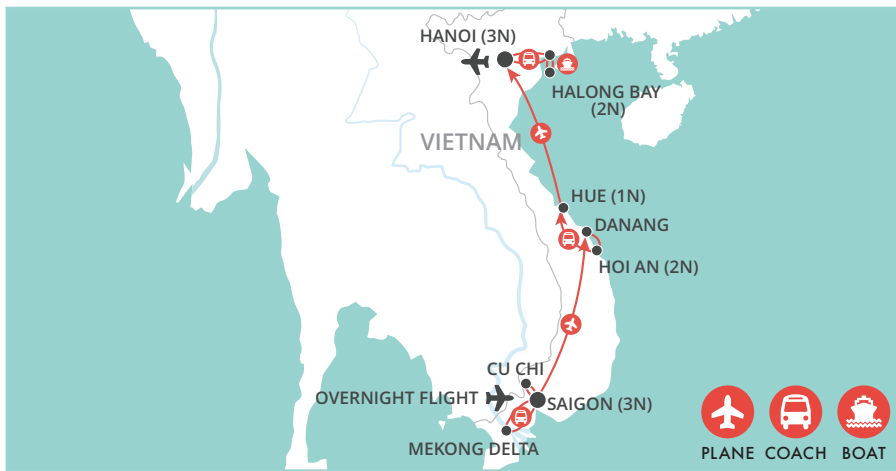 HANOI (3N)
HALONG BAY
(2N)
VIETNAM
HUE (1N)
DANANG
HOI AN (2N)
CU CHI
OVERNIGHT FLIGHT
SAIGON (3N)
MEKONG DELTA
PLANE COACH BOAT